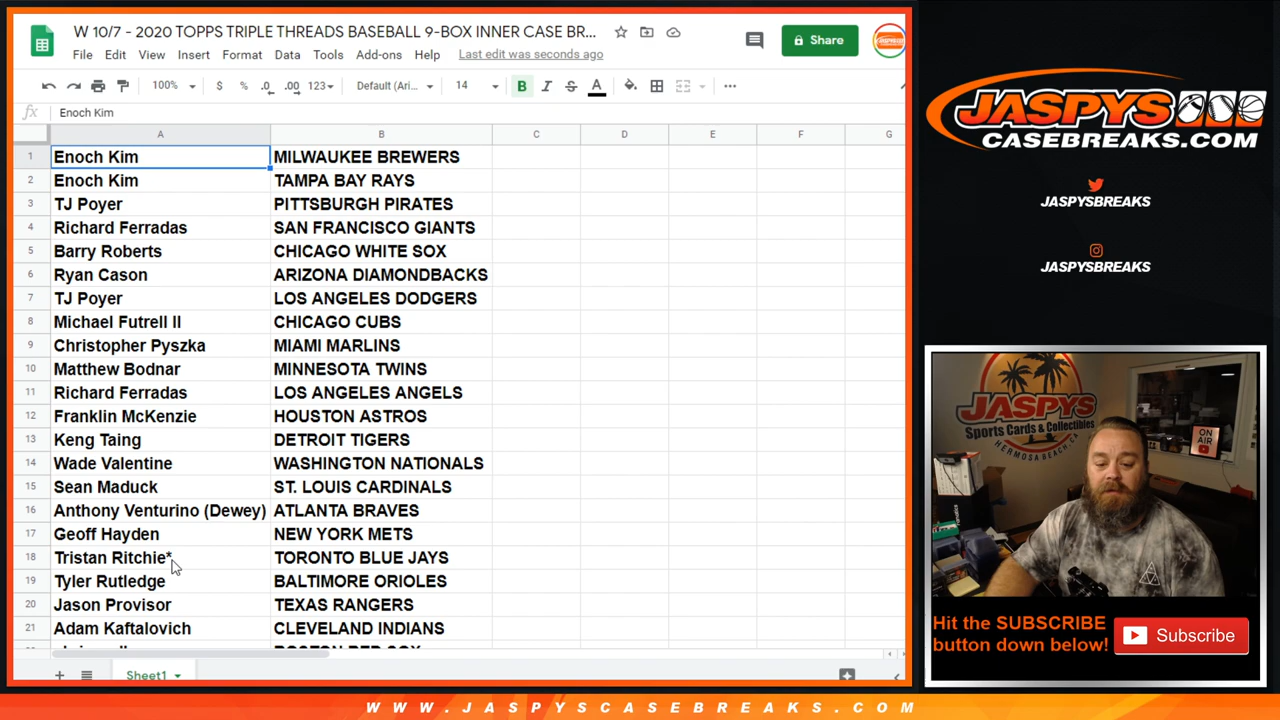 W 10/7 - 2020 TOPPS TRIPLE THREADS BASEBALL 9-BOX INNER CASE BR...
File Edit View Insert Format Data Tools Add-ons Help Last edit was seconds ago
Share
100% $ % .0 .00 123 Default (Ari... 14 B I S A
fx Enoch Kim
A B C D E F G
1 Enoch Kim MILWAUKEE BREWERS
2 Enoch Kim TAMPA BAY RAYS
3 TJ Poyer PITTSBURGH PIRATES
4 Richard Ferradas SAN FRANCISCO GIANTS
5 Barry Roberts CHICAGO WHITE SOX
6 Ryan Cason ARIZONA DIAMONDBACKS
7 TJ Poyer LOS ANGELES DODGERS
8 Michael Futrell II CHICAGO CUBS
9 Christopher Pyszka MIAMI MARLINS
10 Matthew Bodnar MINNESOTA TWINS
11 Richard Ferradas LOS ANGELES ANGELS
12 Franklin McKenzie HOUSTON ASTROS
13 Keng Taing DETROIT TIGERS
14 Wade Valentine WASHINGTON NATIONALS
15 Sean Maduck ST. LOUIS CARDINALS
16 Anthony Venturino (Dewey) ATLANTA BRAVES
17 Geoff Hayden NEW YORK METS
18 Tristan Ritchie* TORONTO BLUE JAYS
19 Tyler Rutledge BALTIMORE ORIOLES
20 Jason Provisor TEXAS RANGERS
21 Adam Kaftalovich CLEVELAND INDIANS
BOSTON RED SOX
Sheet1
JASPYS
CASEBREAKS.COM
JASPYSBREAKS
JASPYSBREAKS
JASPYS
Sports Cards & Collectibles
HERMOSA BEACH, CA
ON
AIR
Hit the SUBSCRIBE
button down below!
Subscribe
WWW.JASPYSCASEBREAKS.COM